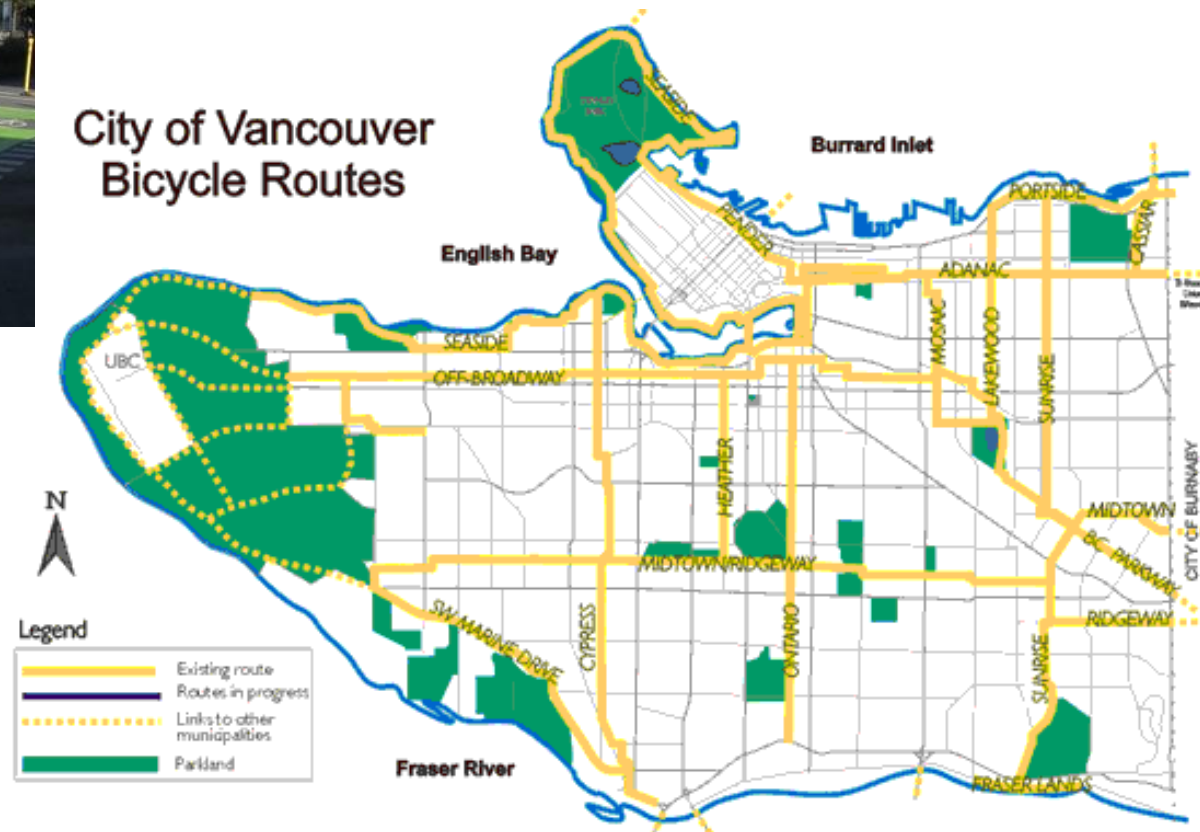 City of Vancouver
Bicycle Routes
SEASIDE
Burrard Inlet
PORTSIDE
PENDER
CASSIAR
English Bay
ADANAC
MOSAIC
LAKEWOOD
SUNRISE
UBC
SEASIDE
OFF-BROADWAY
HEATHER
CITY OF BURNABY
N
MIDTOWN
BC PARKWAY
MIDTOWN/RIDGEWAY
SW MARINE DRIVE
CYPRESS
ONTARIO
RIDGEWAY
SUNRISE
Legend
Existing route
Routes in progress
Links to other
municipalities
Parkland
Fraser River
FRASER LANDS